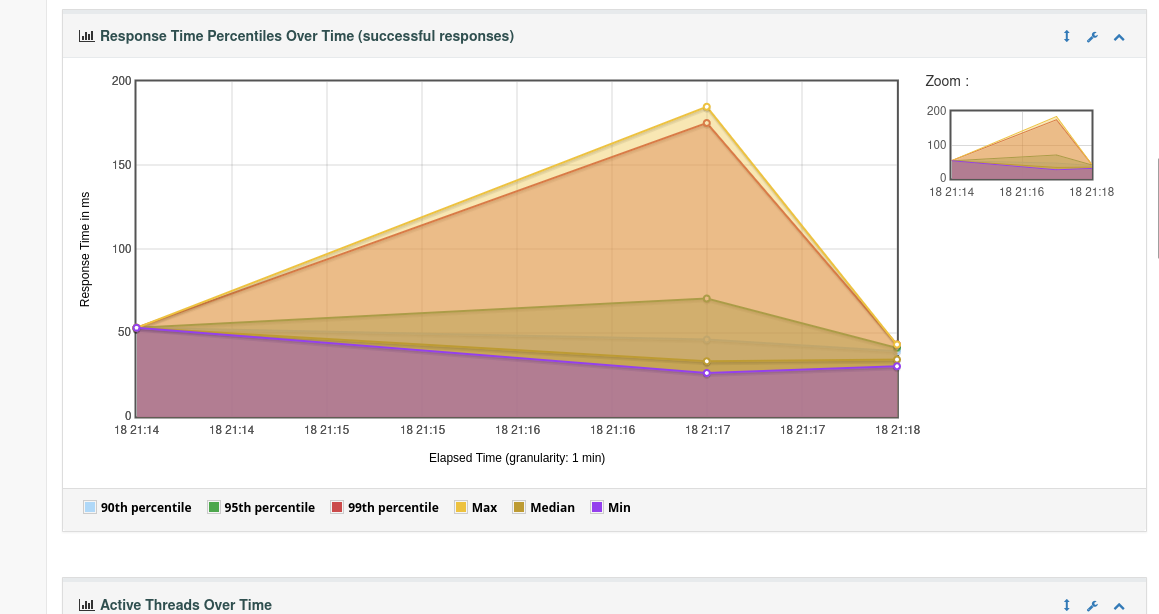 Response Time Percentiles Over Time (successful responses)
Zoom :
200
150
100
50
0
Response Time in ms
18 21:14 18 21:14 18 21:15 18 21:15 18 21:16 18 21:16 18 21:17 18 21:17 18 21:18
Elapsed Time (granularity: 1 min)
200
100
0
18 21:14 18 21:16 18 21:18
90th percentile 95th percentile 99th percentile Max Median Min
Active Threads Over Time